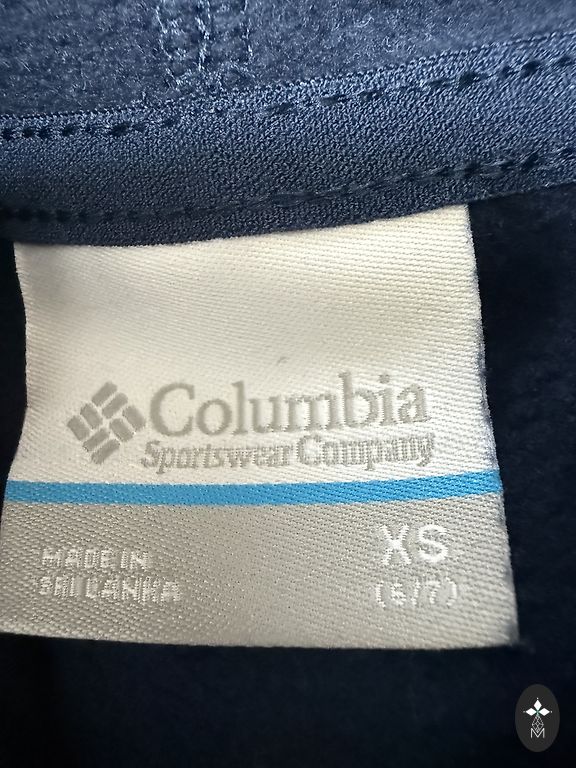 Columbia
Sportswear Company
XS
MADE IN
(6/7)
SRI LANKA
M